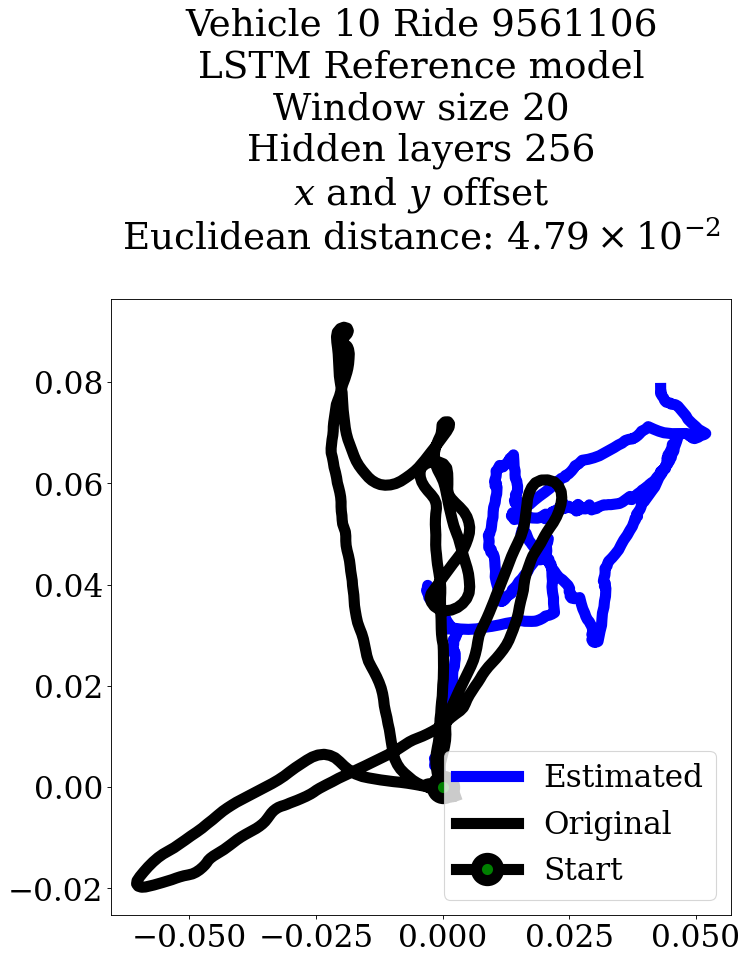 Vehicle 10 Ride 9561106
LSTM Reference model
Window size 20
Hidden layers 256
x and y offset
Euclidean distance: 4.79 × 10⁻²
0.08
0.06
0.04
0.02
0.00
−0.02
Estimated
Original
Start
−0.050 −0.025 0.000 0.025 0.050